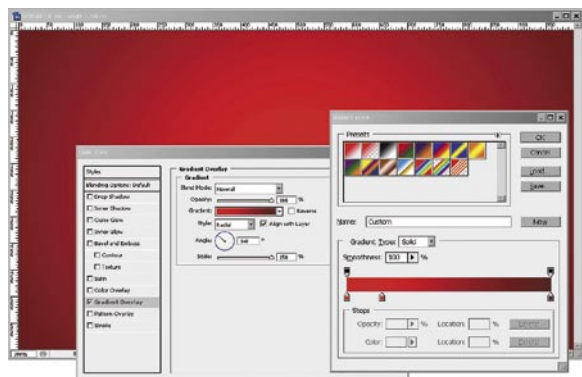 Presets
OK
Cancel
Load...
Save...
Name: Custom
New
Gradient Type: Solid
Smoothness: 100 %
Stops
Opacity: % Location: %
Color: Location: %
Styles
Blending Options: Default
Drop Shadow
Inner Shadow
Outer Glow
Inner Glow
Bevel and Emboss
Contour
Texture
Satin
Color Overlay
Gradient Overlay
Pattern Overlay
Stroke
Gradient Overlay
Gradient
Blend Mode: Normal
Opacity: 100 %
Gradient: Reverse
Style: Radial Align with Layer
Angle: °
Scale: 150 %